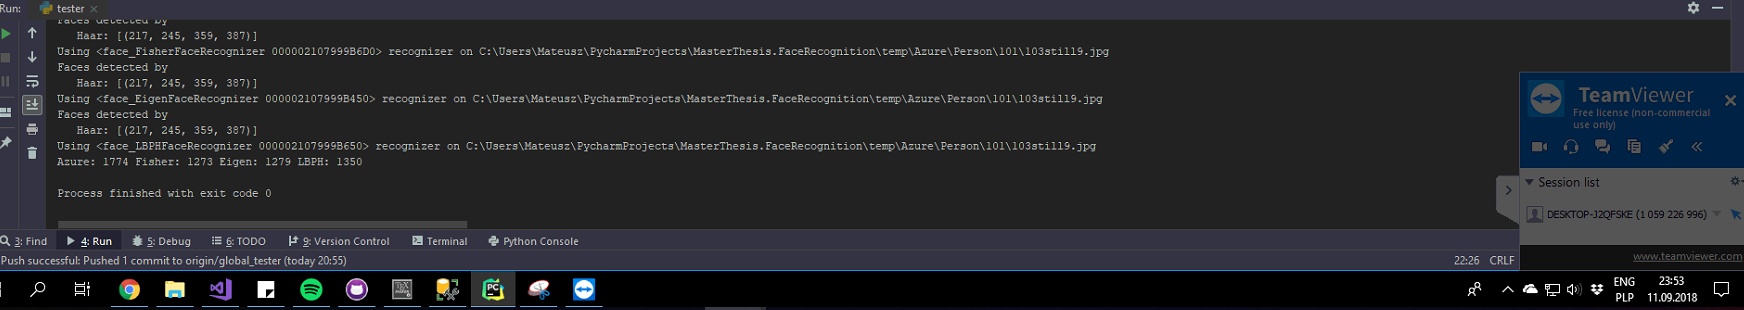 Run: tester
Faces detected by
Haar: [(217, 245, 359, 387)]
Using <face_FisherFaceRecognizer 000002107999B6D0> recognizer on C:\Users\Mateusz\PycharmProjects\MasterThesis.FaceRecognition\temp\Azure\Person\101\103still9.jpg
Faces detected by
Haar: [(217, 245, 359, 387)]
Using <face_EigenFaceRecognizer 000002107999B450> recognizer on C:\Users\Mateusz\PycharmProjects\MasterThesis.FaceRecognition\temp\Azure\Person\101\103still9.jpg
Faces detected by
Haar: [(217, 245, 359, 387)]
Using <face_LBPHFaceRecognizer 000002107999B650> recognizer on C:\Users\Mateusz\PycharmProjects\MasterThesis.FaceRecognition\temp\Azure\Person\101\103still9.jpg
Azure: 1774 Fisher: 1273 Eigen: 1279 LBPH: 1350
Process finished with exit code 0
TeamViewer
Free license (non-commercial
use only)
Session list
DESKTOP-J2QFSKE (1 059 226 996)
www.teamviewer.com
3: Find 4: Run 5: Debug 6: TODO 9: Version Control Terminal Python Console
Push successful: Pushed 1 commit to origin/global_tester (today 20:55) 22:26 CRLF
PC
ENG 23:53
PLP 11.09.2018